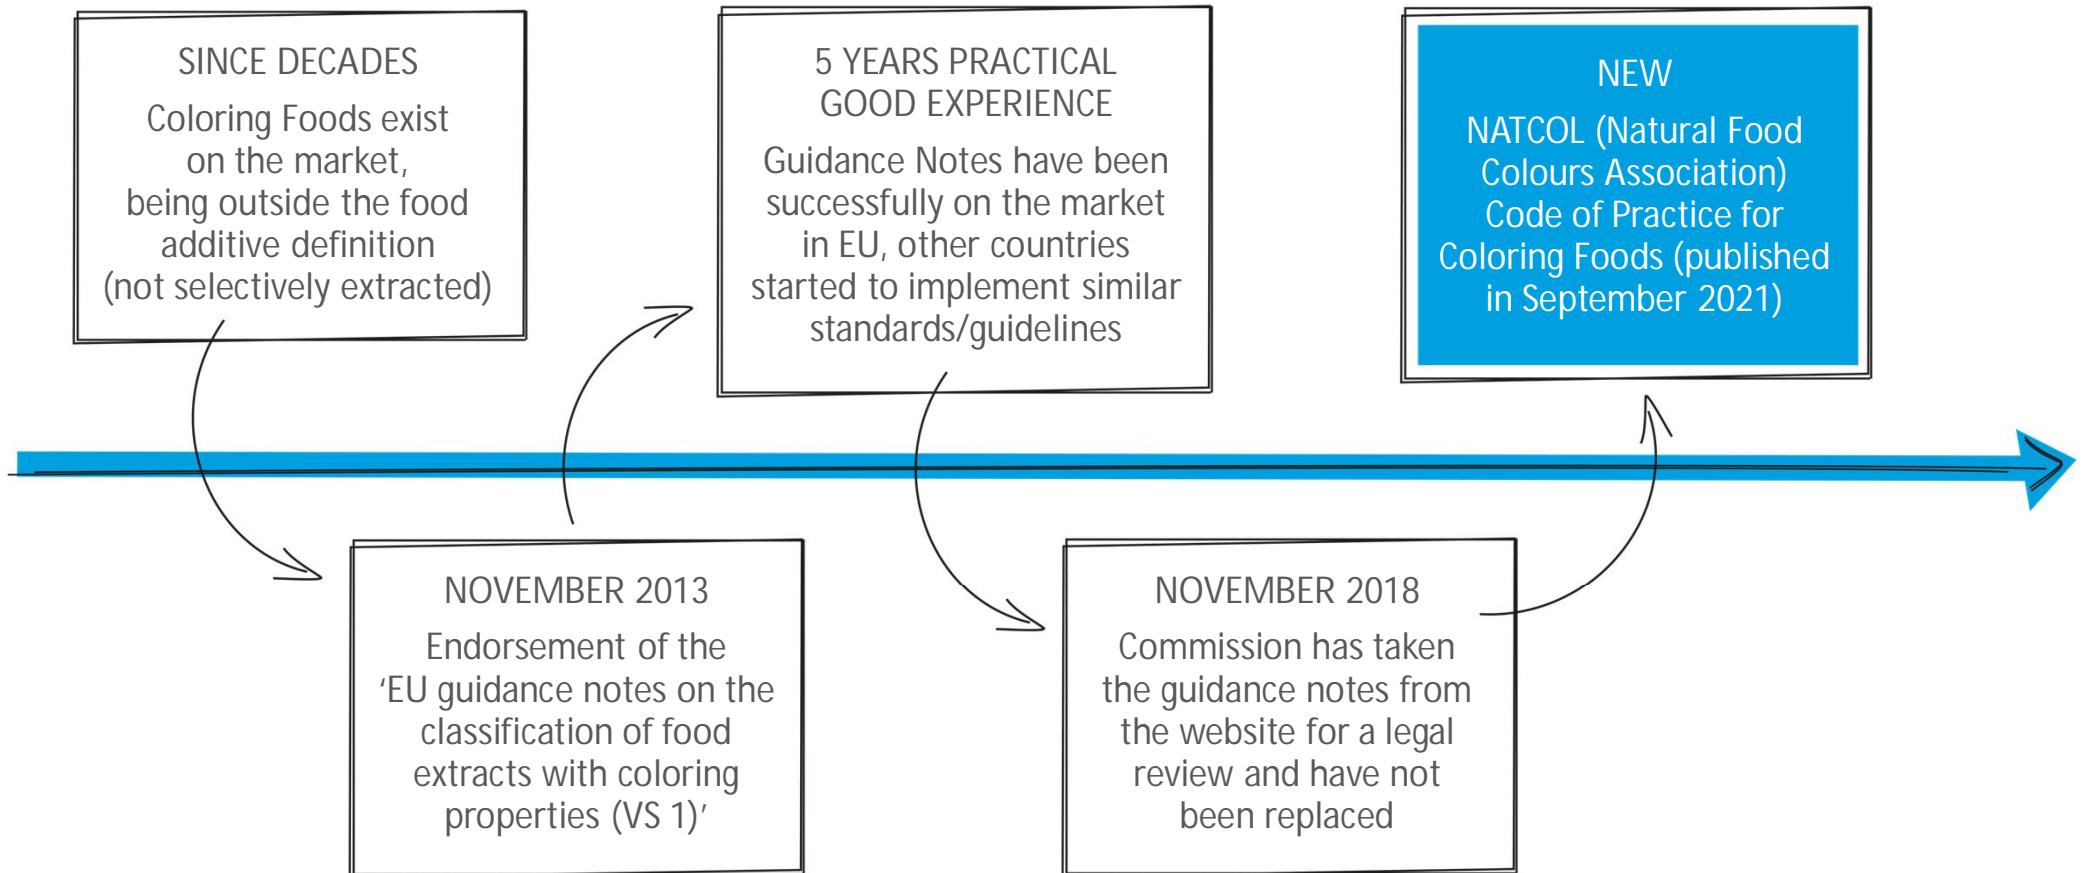 SINCE DECADES
Coloring Foods exist
on the market,
being outside the food
additive definition
(not selectively extracted)
NOVEMBER 2013
Endorsement of the
‘EU guidance notes on the
classification of food
extracts with coloring
properties (VS 1)’
5 YEARS PRACTICAL
GOOD EXPERIENCE
Guidance Notes have been
successfully on the market
in EU, other countries
started to implement similar
standards/guidelines
NOVEMBER 2018
Commission has taken
the guidance notes from
the website for a legal
review and have not
been replaced
NEW
NATCOL (Natural Food
Colours Association)
Code of Practice for
Coloring Foods (published
in September 2021)